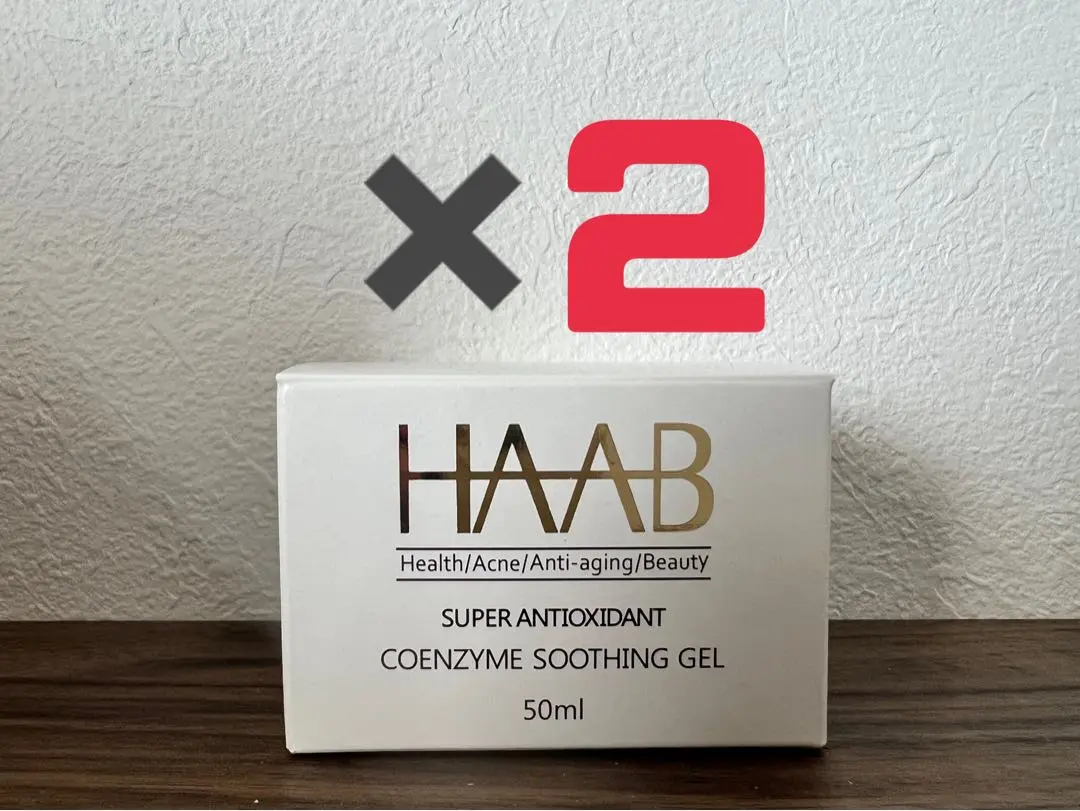 ×2
HAAB
Health/Acne/Anti-aging/Beauty
SUPER ANTIOXIDANT
COENZYME SOOTHING GEL
50ml